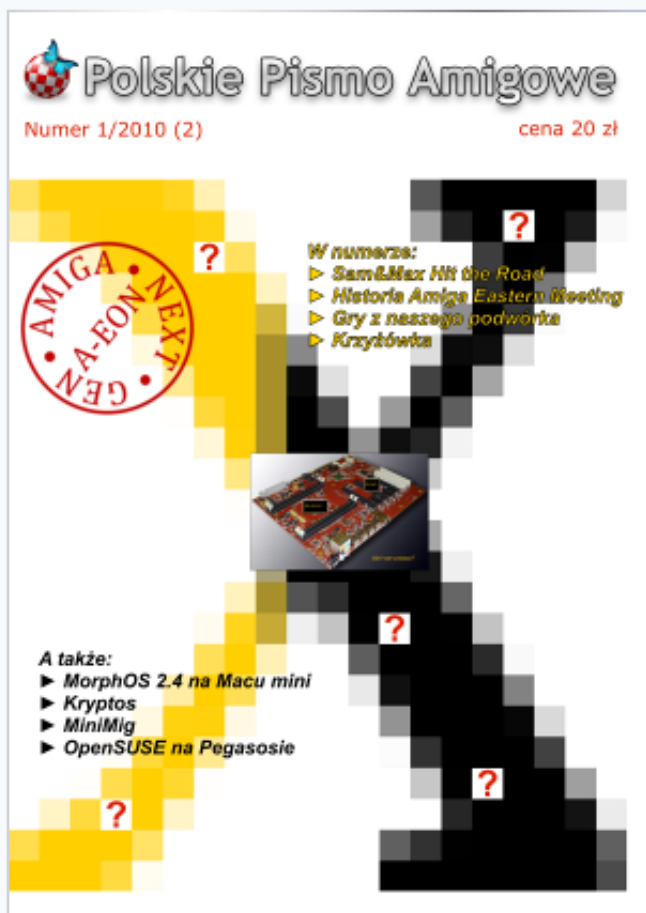 Polskie Pismo Amigowe
Numer 1/2010 (2)
cena 20 zł
?
?
W numerze:
► Sam&Max Hit the Road
► Historia Amiga Eastern Meeting
► Gry z naszego podwórka
► Krzyżówka
AMIGA • NEXT • GEN •
A-EON
?
A także:
► MorphOS 2.4 na Macu mini
► Kryptos
► MiniMig
► OpenSUSE na Pegasosie
?
?